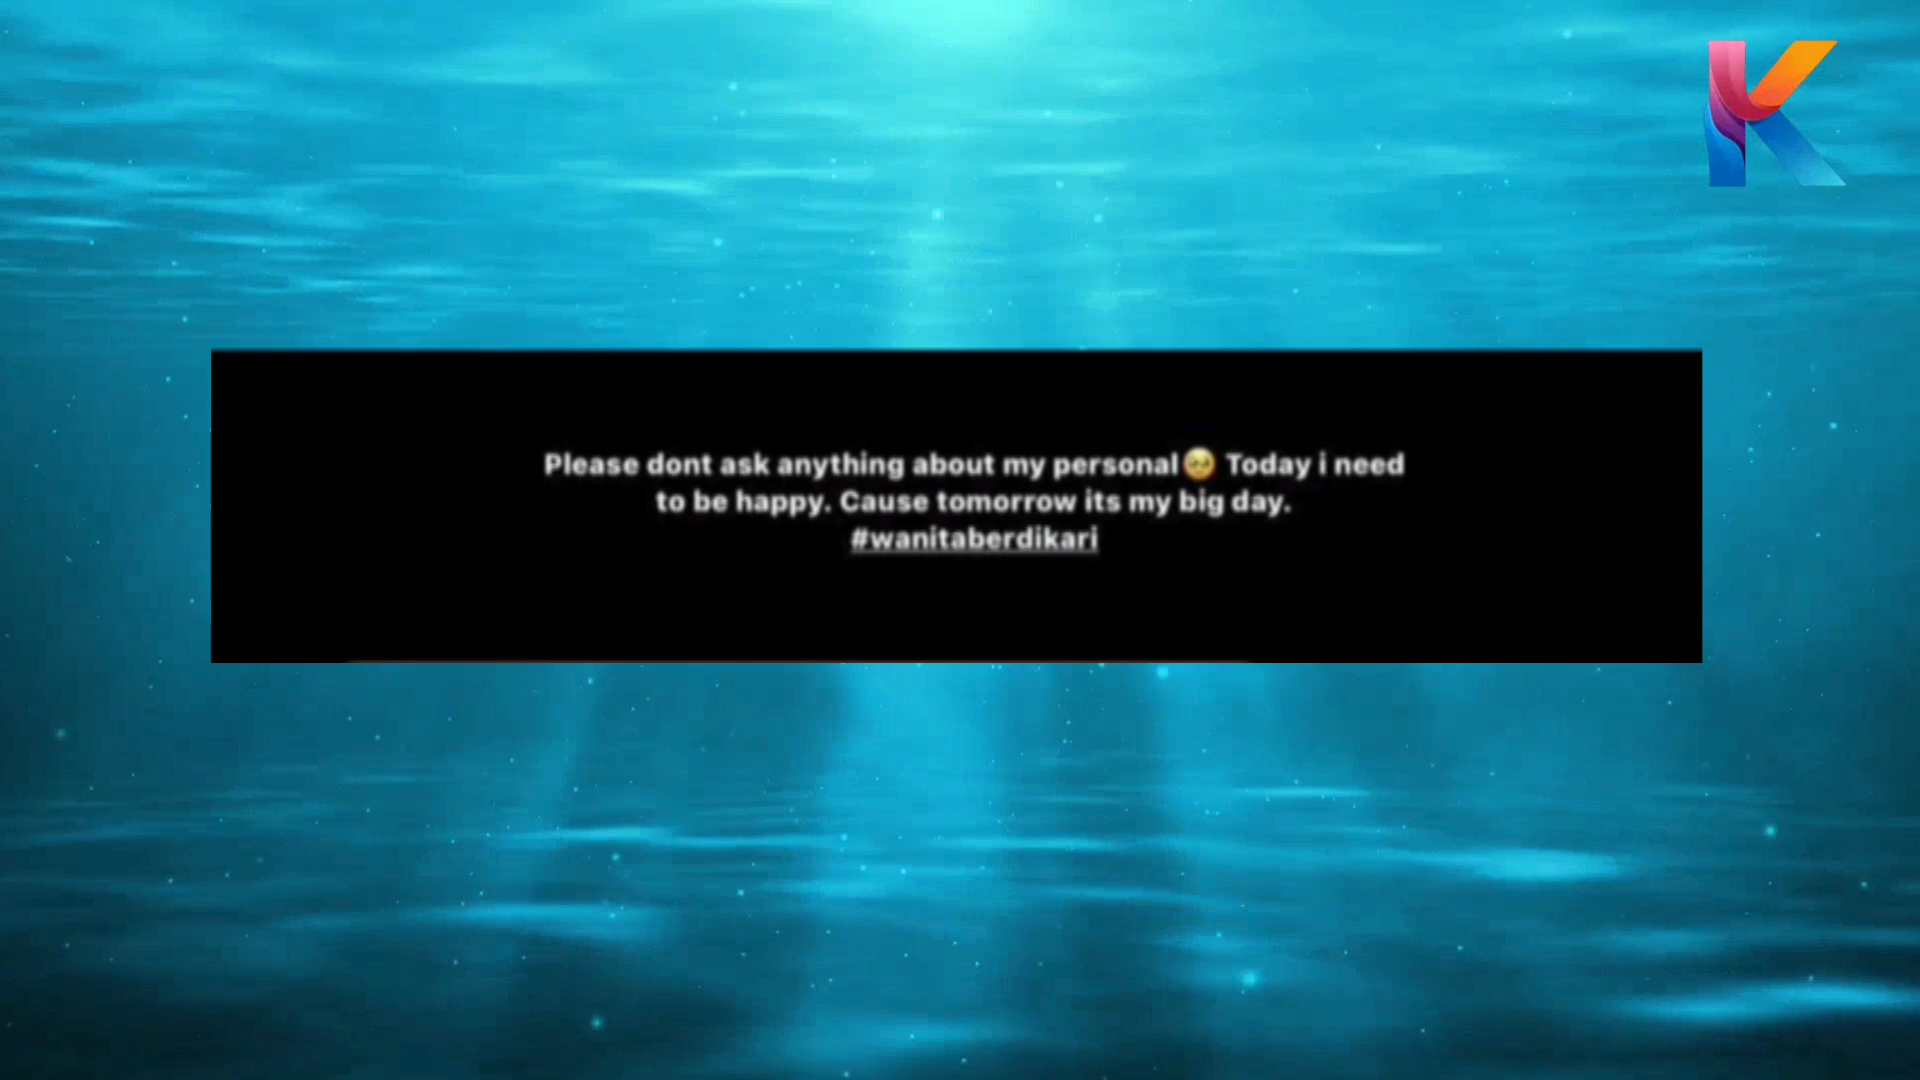 Please dont ask anything about my personal🥺 Today i need
to be happy. Cause tomorrow its my big day.
#wanitaberdikari